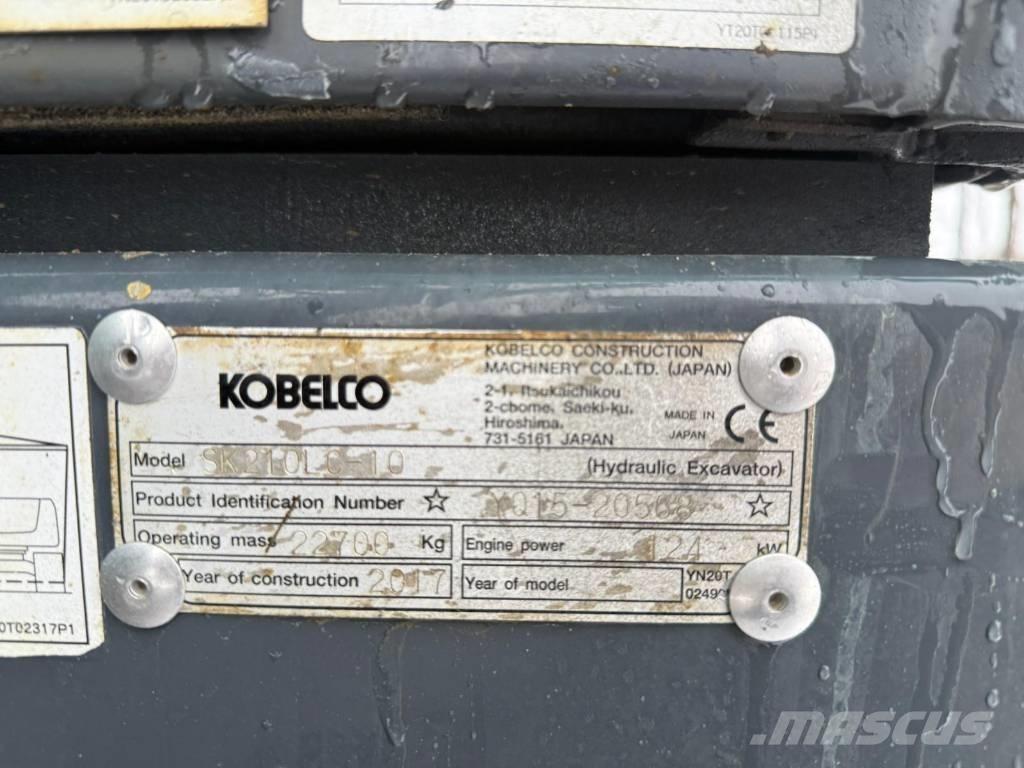 KOBELCO
KOBELCO CONSTRUCTION
MACHINERY CO.,LTD. (JAPAN)
2-1, Itsukaichikou
2-chome, Saeki-ku,
Hiroshima,
731-5161 JAPAN
MADE IN
JAPAN
CE
Model SK210LC-10 (Hydraulic Excavator)
Product Identification Number ☆ YQ15-20568 ☆
Operating mass 22700 Kg
Engine power 124 kW
Year of construction 2017
Year of model
YN20T
0T02317P1
MASCUS